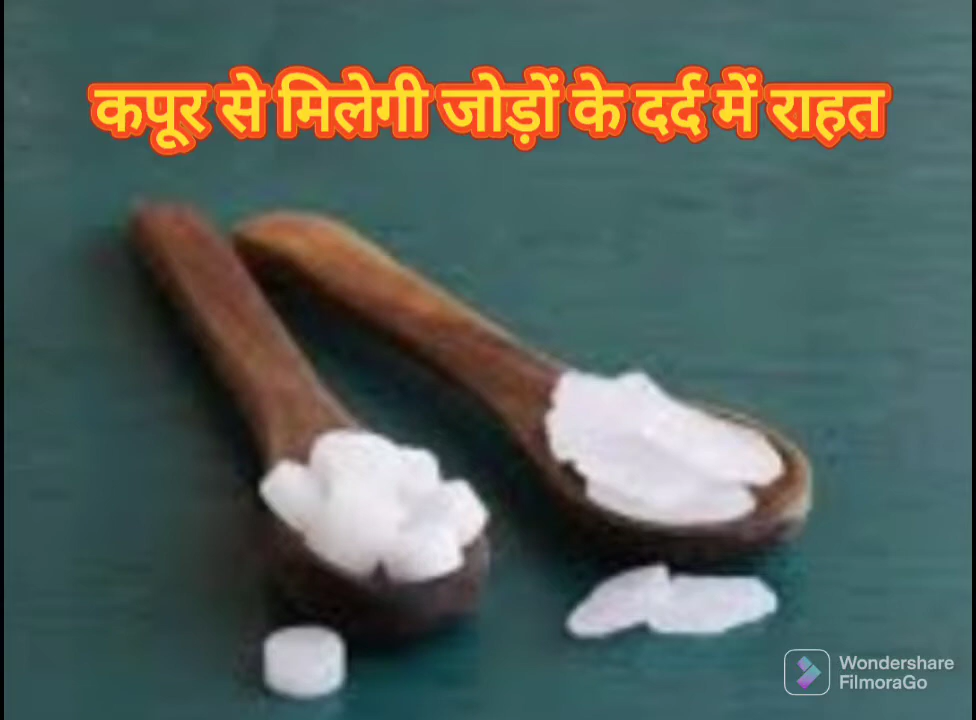 कपूर से मिलेगी जोड़ों के दर्द में राहत
Wondershare
FilmoraGo